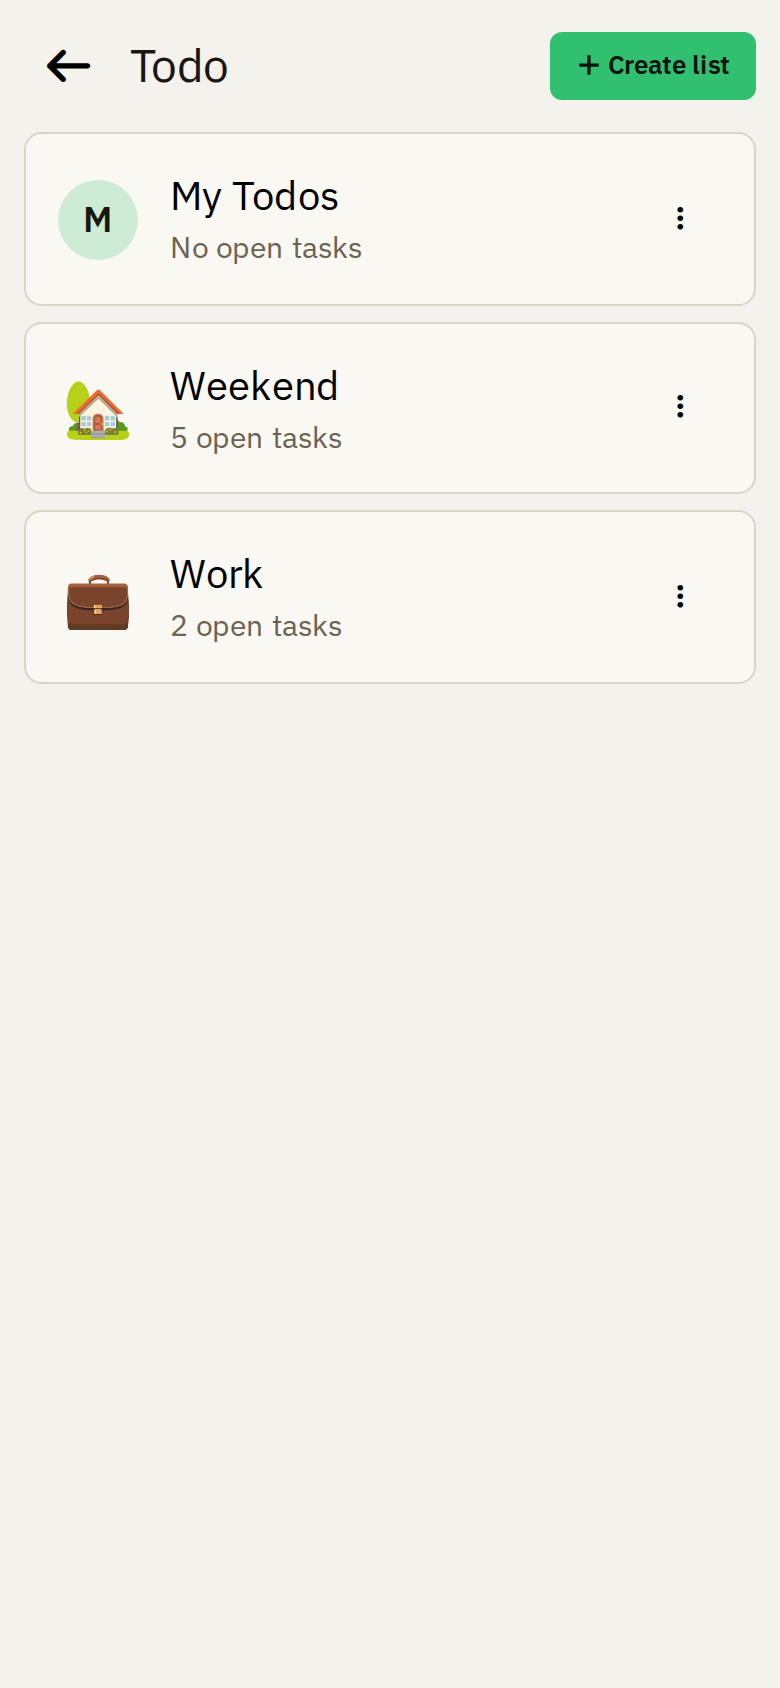 Todo
+ Create list
M
My Todos
No open tasks
Weekend
5 open tasks
Work
2 open tasks